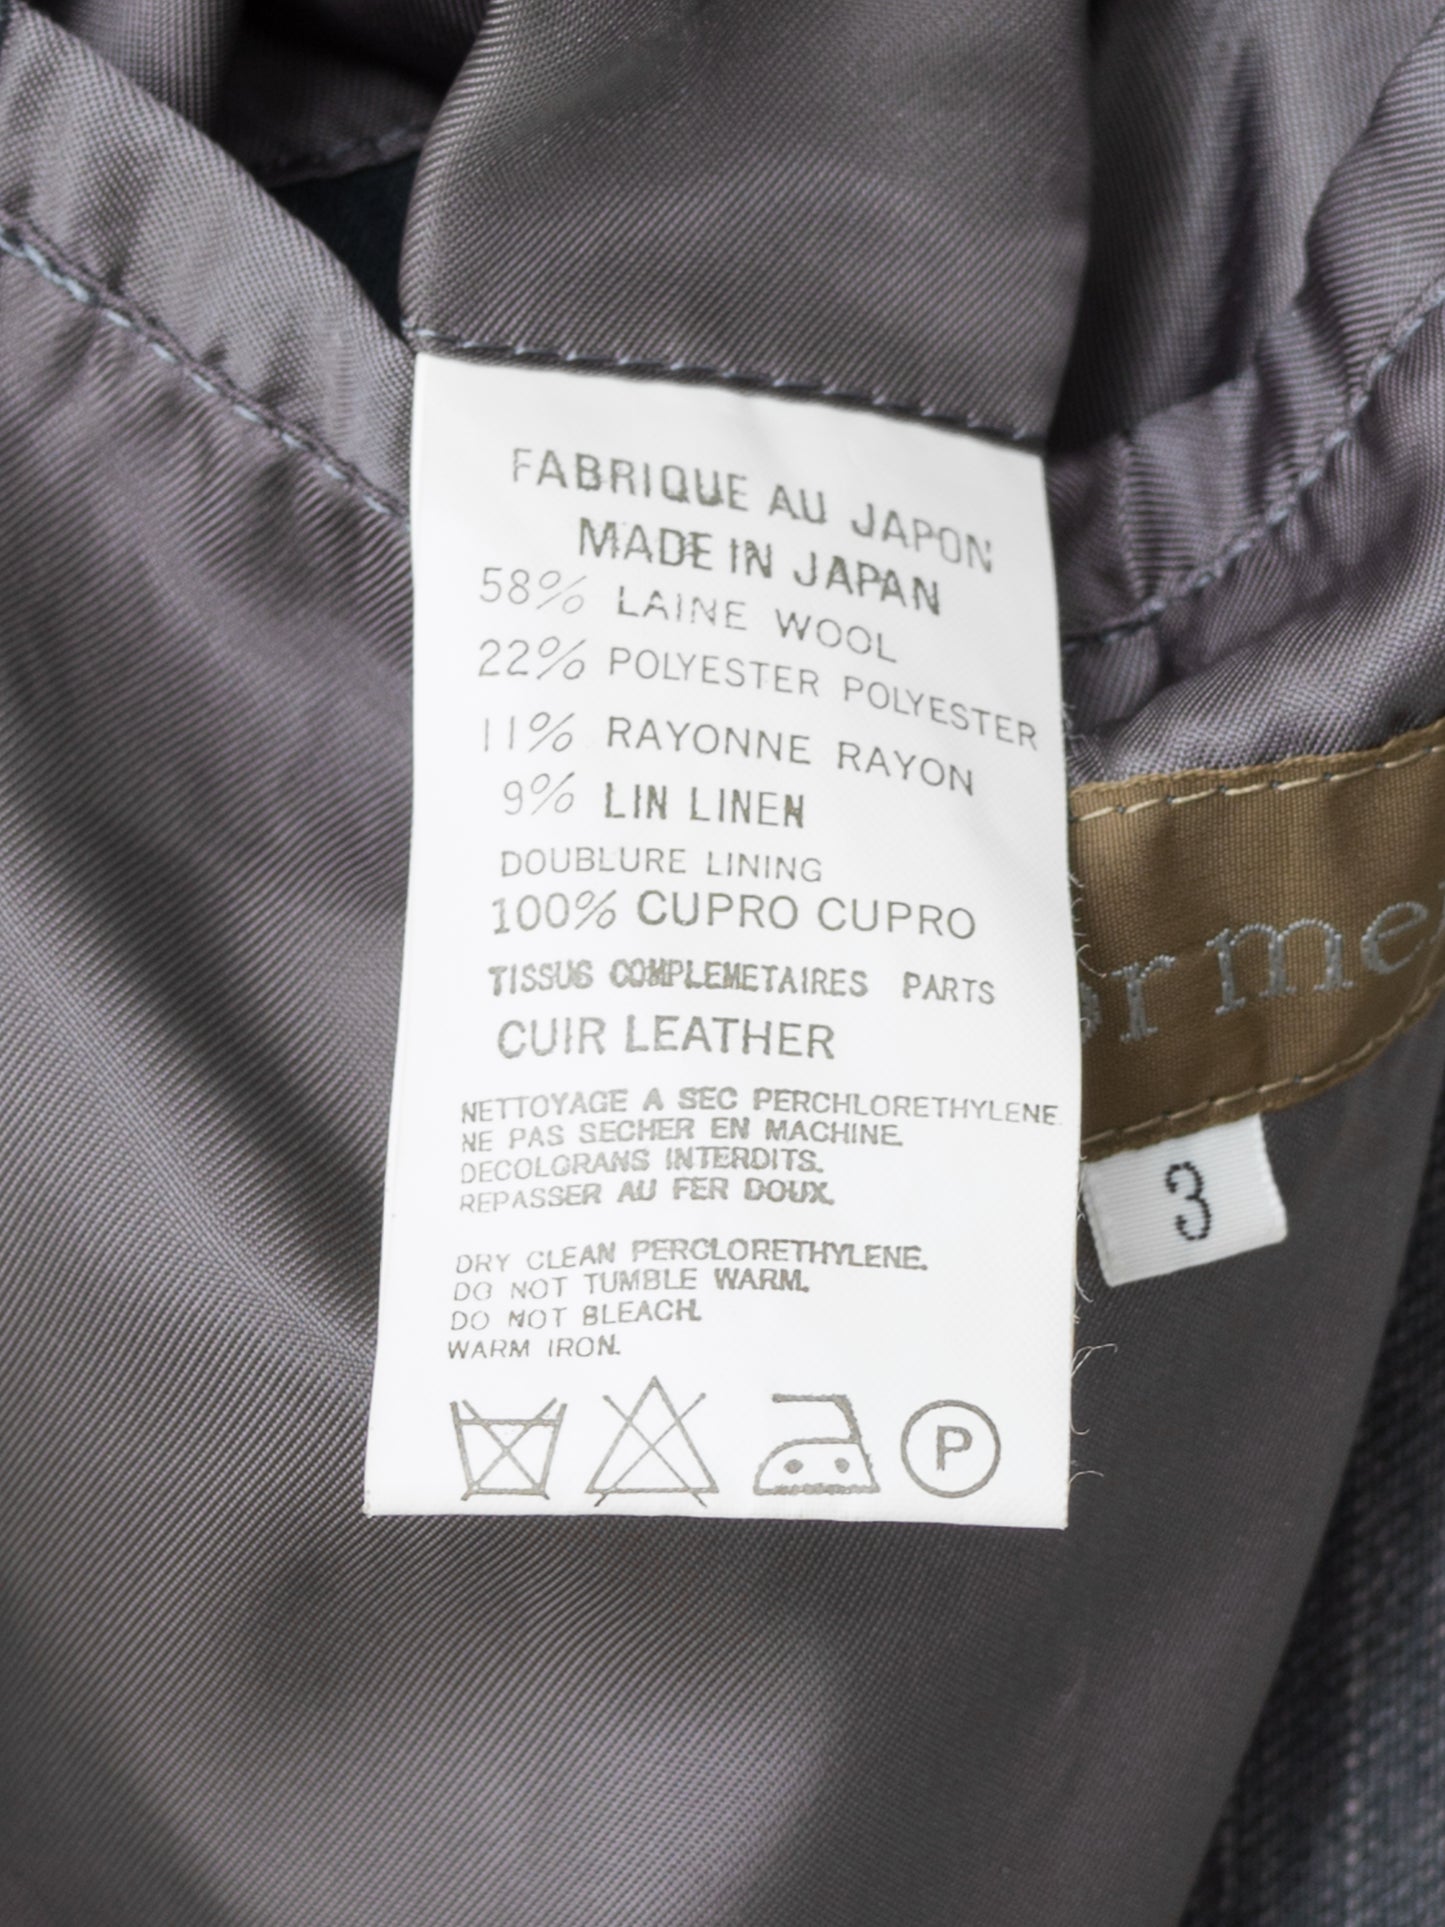 FABRIQUE AU JAPON
MADE IN JAPAN
58% LAINE WOOL
22% POLYESTER POLYESTER
11% RAYONNE RAYON
9% LIN LINEN
DOUBLURE LINING
100% CUPRO CUPRO
TISSUS COMPLEMETAIRES PARTS
CUIR LEATHER
NETTOYAGE A SEC PERCHLORETHYLENE.
NE PAS SECHER EN MACHINE.
DECOLORANS INTERDITS.
REPASSER AU FER DOUX.
DRY CLEAN PERCLORETHYLENE.
DO NOT TUMBLE WARM.
DO NOT BLEACH.
WARM IRON.
P
3